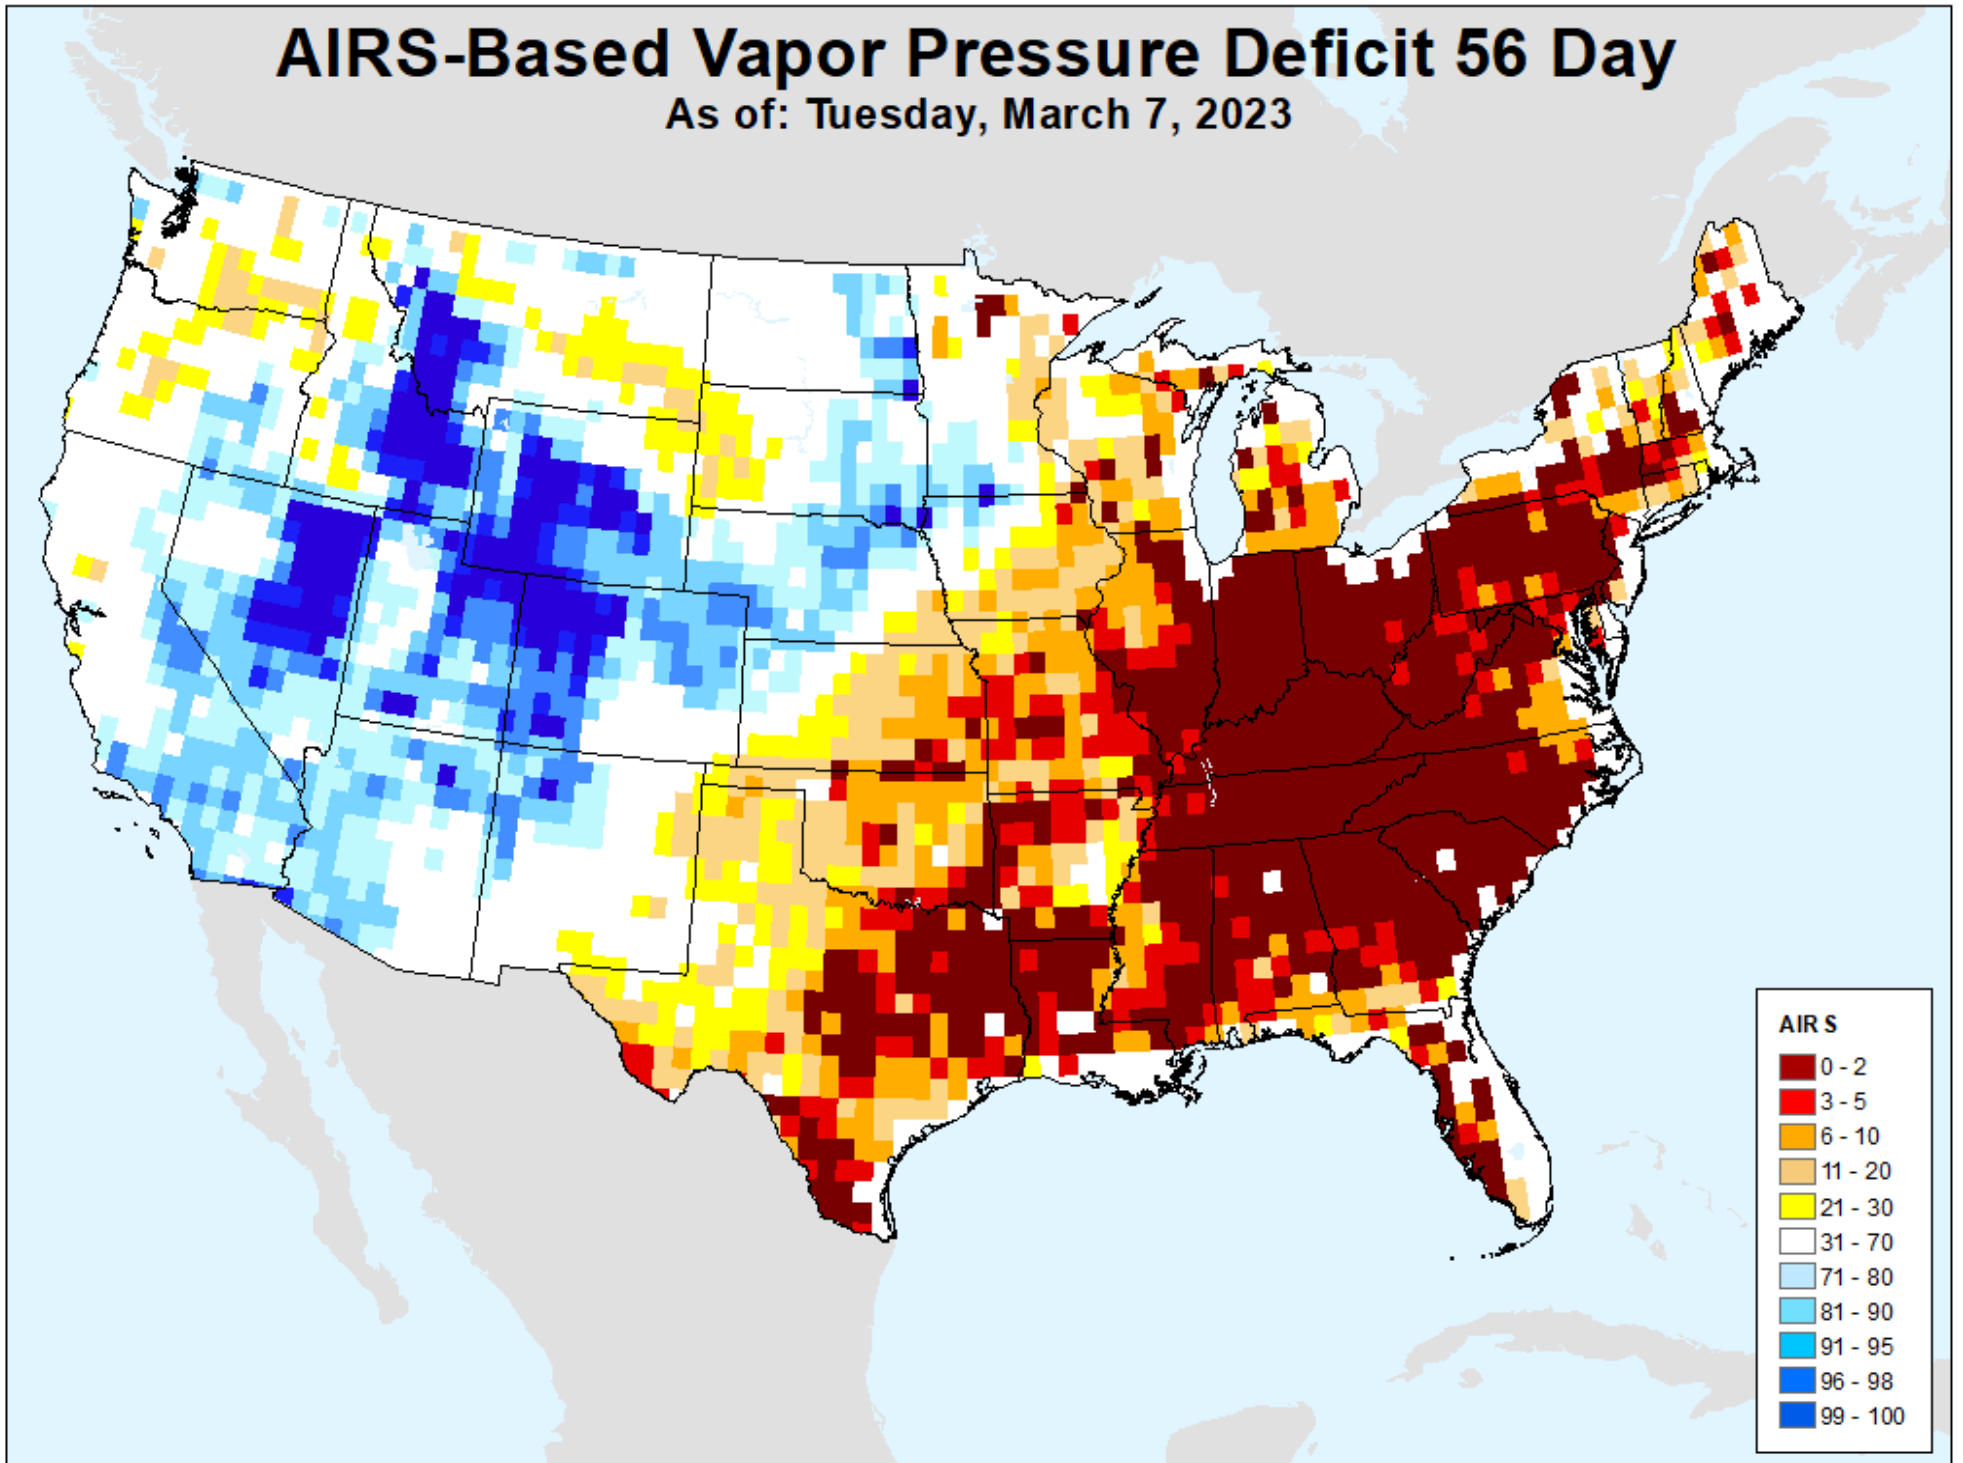 AIRS-Based Vapor Pressure Deficit 56 Day
As of: Tuesday, March 7, 2023
AIRS
0 - 2
3 - 5
6 - 10
11 - 20
21 - 30
31 - 70
71 - 80
81 - 90
91 - 95
96 - 98
99 - 100